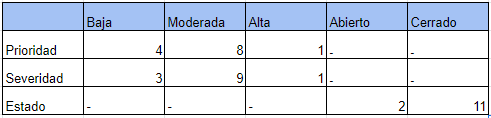 Baja Moderada Alta Abierto Cerrado
Prioridad 4 8 1 - -
Severidad 3 9 1 - -
Estado - - - 2 11